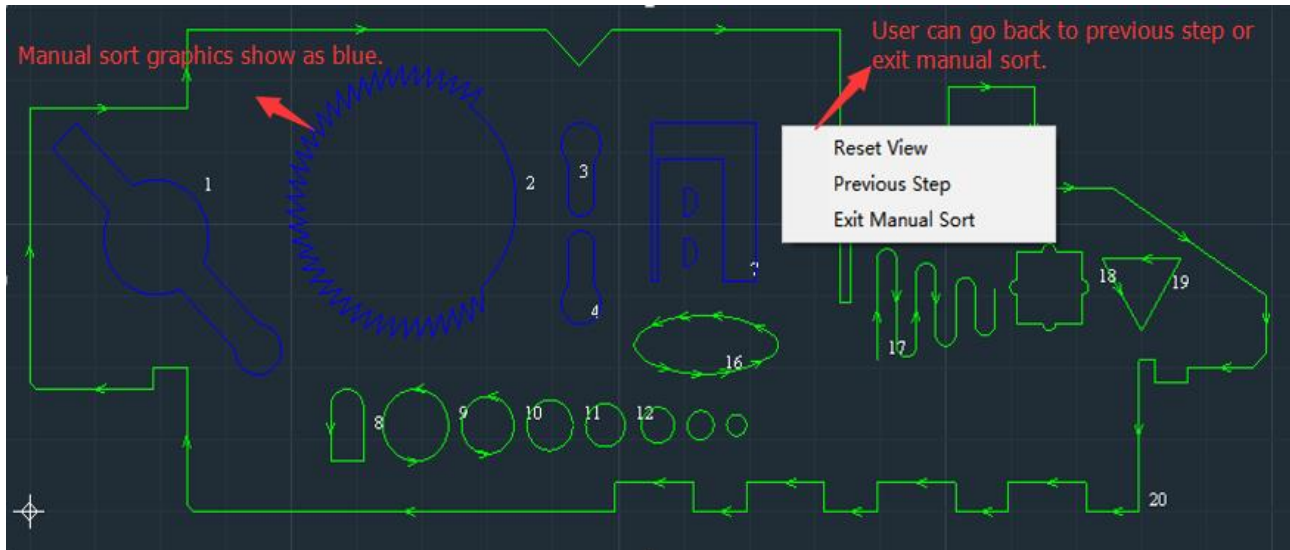 User can go back to previous step or
exit manual sort.
Manual sort graphics show as blue.
Reset View
Previous Step
Exit Manual Sort
1
2
3
4
7
8
9
10
11
12
16
17
18
19
20